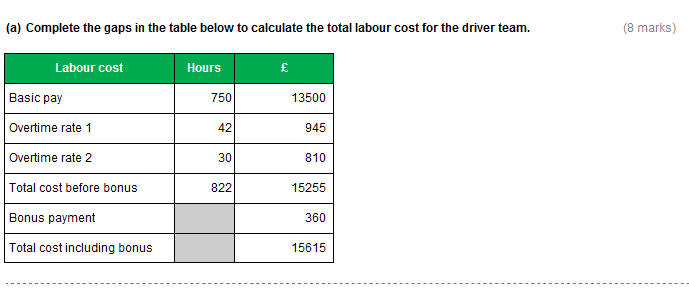 (a) Complete the gaps in the table below to calculate the total labour cost for the driver team. (8 marks)
Labour cost Hours £
Basic pay 750 13500
Overtime rate 1 42 945
Overtime rate 2 30 810
Total cost before bonus 822 15255
Bonus payment 360
Total cost including bonus 15615